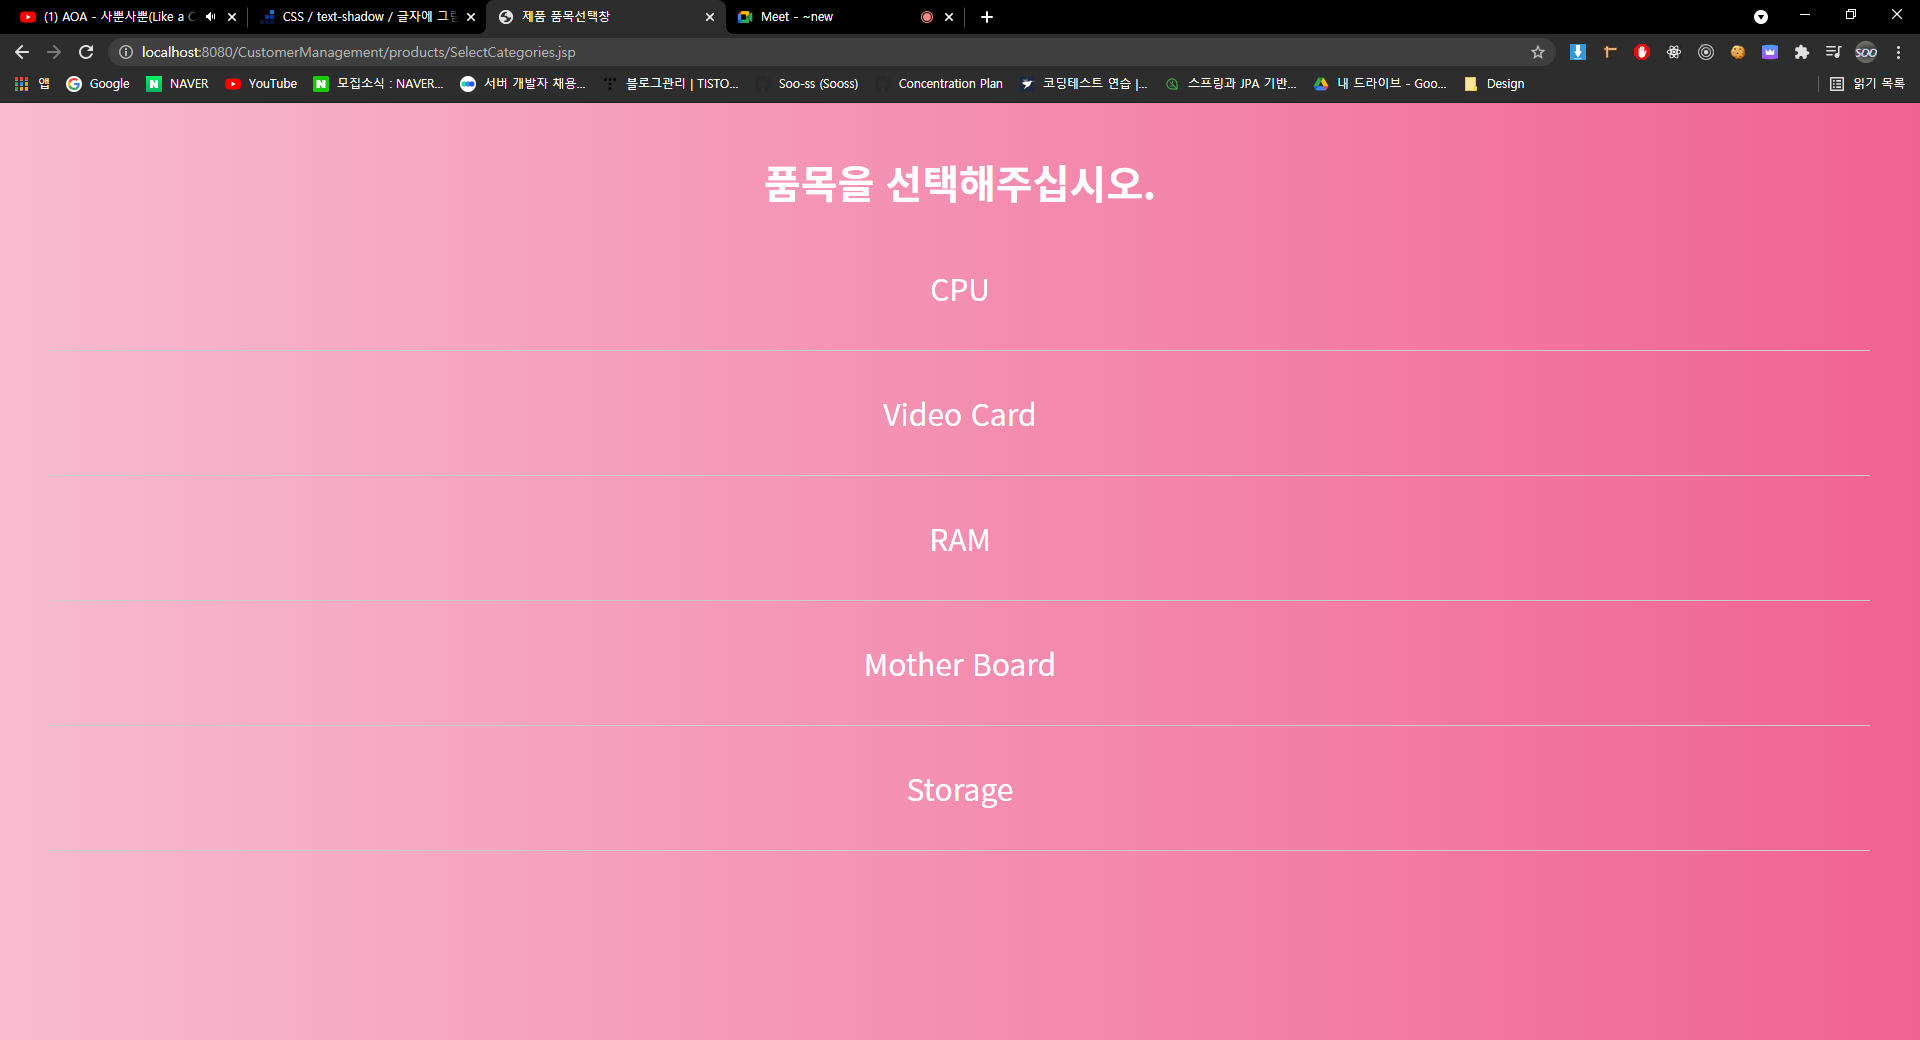 (1) AOA - 사뿐사뿐(Like a C
CSS / text-shadow / 글자에 그림
제품 품목선택창
Meet - ~new
localhost:8080/CustomerManagement/products/SelectCategories.jsp
앱
Google
NAVER
YouTube
모집소식 : NAVER...
서버 개발자 채용...
블로그관리 | TISTO...
Soo-ss (Sooss)
Concentration Plan
코딩테스트 연습 |...
스프링과 JPA 기반...
내 드라이브 - Goo...
Design
읽기 목록
품목을 선택해주십시오.
CPU
Video Card
RAM
Mother Board
Storage